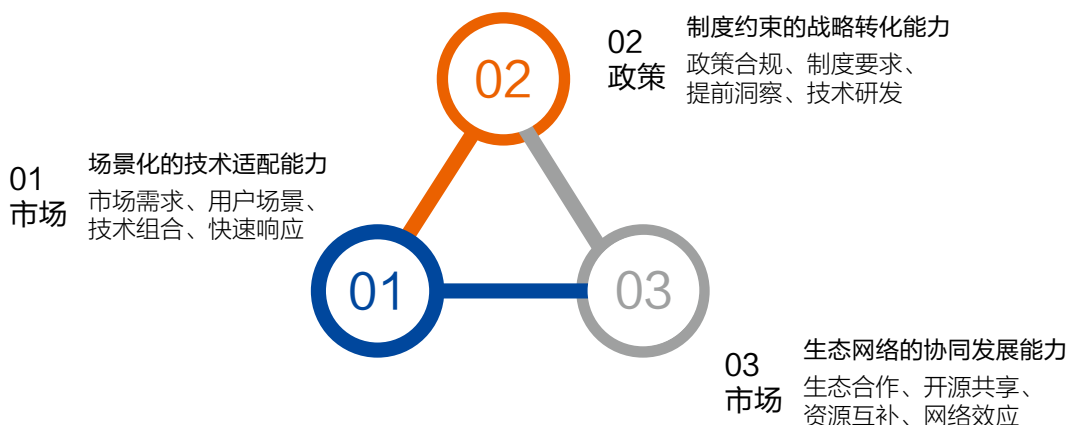 02
政策
制度约束的战略转化能力
政策合规、制度要求、
提前洞察、技术研发
02
01
市场
场景化的技术适配能力
市场需求、用户场景、
技术组合、快速响应
01
03
03
市场
生态网络的协同发展能力
生态合作、开源共享、
资源互补、网络效应